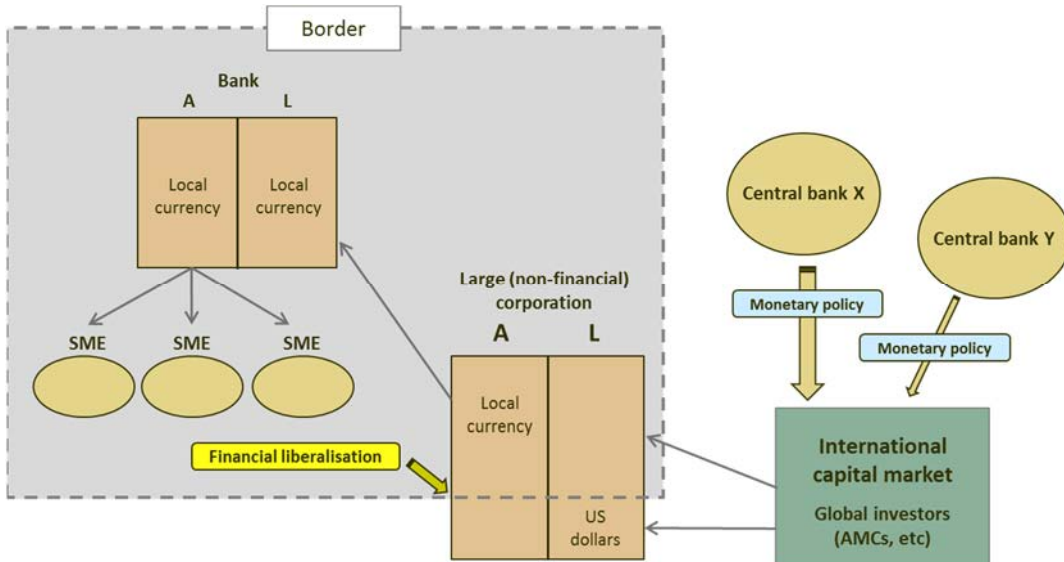 Border
Bank
A L
Local
currency
Local
currency
SME SME SME
Central bank X
Central bank Y
Monetary policy
Monetary policy
Large (non-financial)
corporation
A L
Local
currency
Financial liberalisation
US
dollars
International
capital market
Global investors
(AMCs, etc)